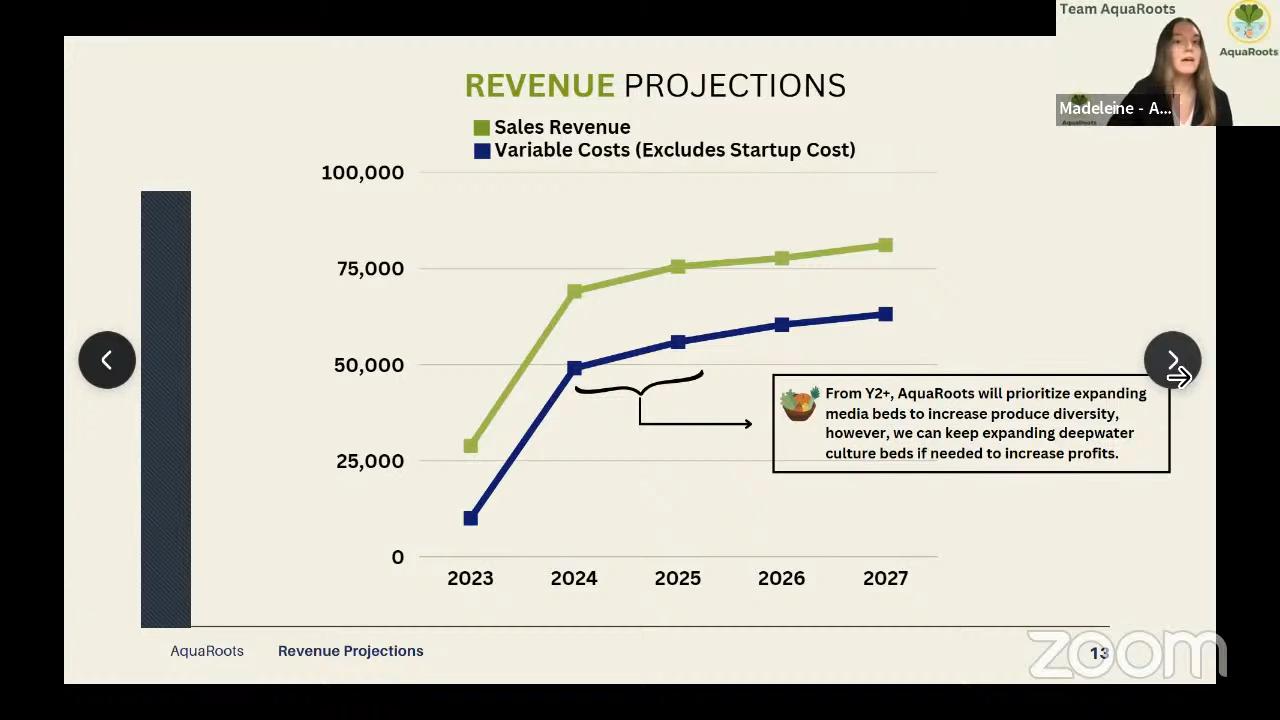 Team AquaRoots
AquaRoots
Madeleine - A...
AquaRoots
REVENUE PROJECTIONS
Sales Revenue
Variable Costs (Excludes Startup Cost)
100,000
75,000
50,000
25,000
0
2023 2024 2025 2026 2027
From Y2+, AquaRoots will prioritize expanding
media beds to increase produce diversity,
however, we can keep expanding deepwater
culture beds if needed to increase profits.
AquaRoots Revenue Projections 13
zoom